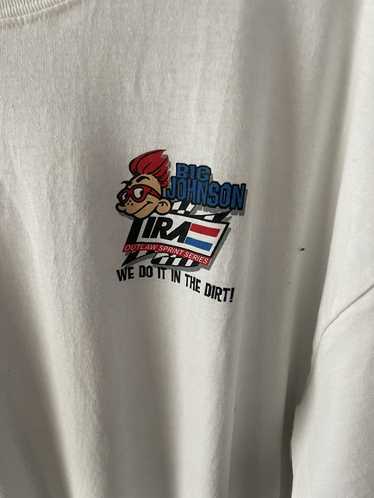 BIG
JOHNSON
IRA
OUTLAW SPRINT SERIES
WE DO IT IN THE DIRT!